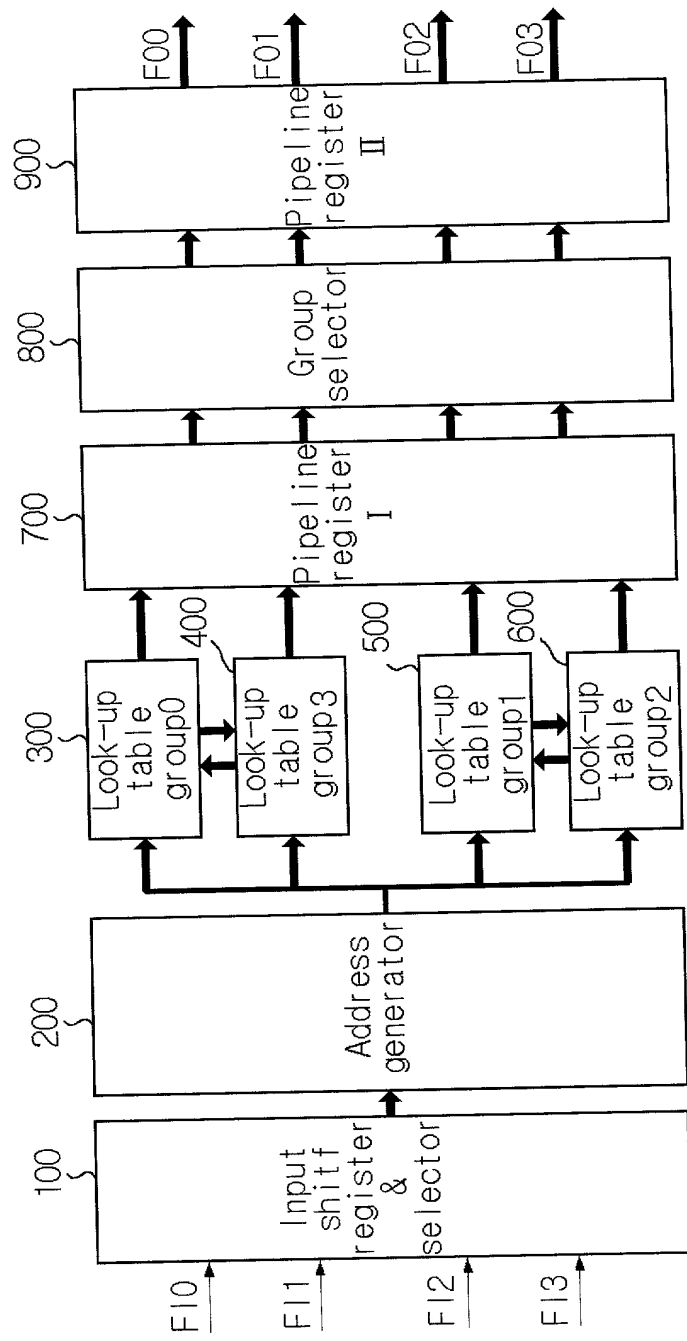 FI0
FI1
FI2
FI3
100
Input
shitf
register
&
selector
200
Address
generator
300
Look-up
table
group0
400
Look-up
table
group3
500
Look-up
table
group1
600
Look-up
table
group2
700
Pipeline
register
I
800
Group
selector
900
Pipeline
register
II
F00
F01
F02
F03